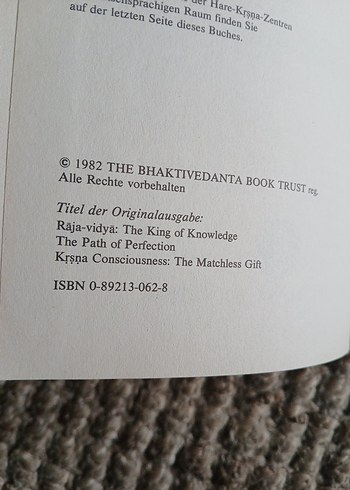 der Hare-Kṛṣṇa-Zentren
sprachigen Raum finden Sie
auf der letzten Seite dieses Buches.
© 1982 THE BHAKTIVEDANTA BOOK TRUST reg.
Alle Rechte vorbehalten
Titel der Originalausgabe:
Rāja-vidyā: The King of Knowledge
The Path of Perfection
Kṛṣṇa Consciousness: The Matchless Gift
ISBN 0-89213-062-8